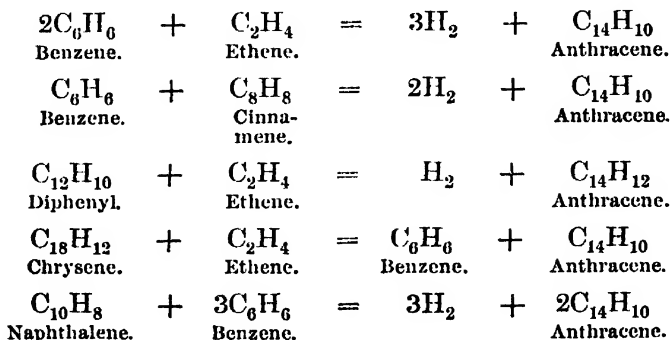 2C₆H₆ + C₂H₄ = 3H₂ + C₁₄H₁₀
Benzene. Ethene. Anthracene.
C₆H₆ + C₈H₈ = 2H₂ + C₁₄H₁₀
Benzene. Cinna- Anthracene.
mene.
C₁₂H₁₀ + C₂H₄ = H₂ + C₁₄H₁₂
Diphenyl. Ethene. Anthracene.
C₁₈H₁₂ + C₂H₄ = C₆H₆ + C₁₄H₁₀
Chrysene. Ethene. Benzene. Anthracene.
C₁₀H₈ + 3C₆H₆ = 3H₂ + 2C₁₄H₁₀
Naphthalene. Benzene. Anthracene.